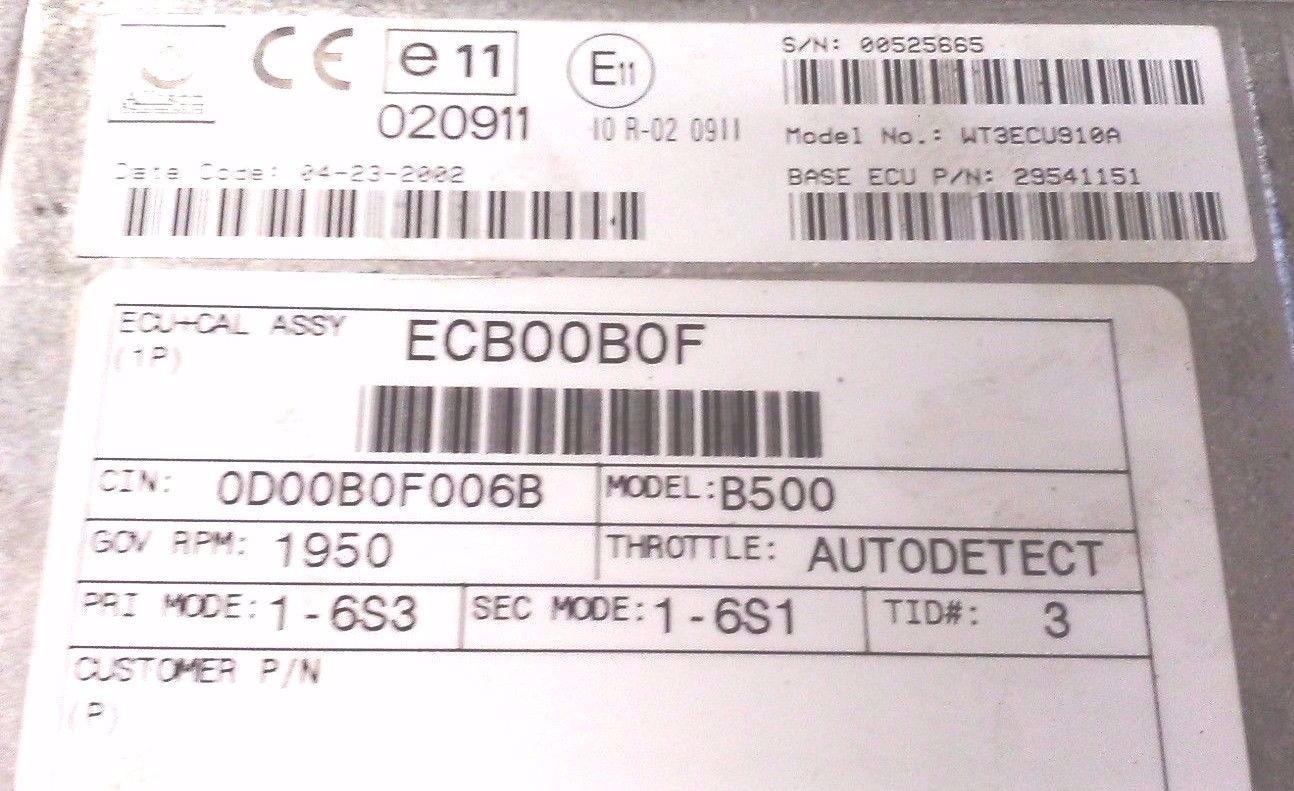 CE e11 E11
020911 10 R-02 0911
S/N: 00525665
Model No.: WT3ECU910A
Date Code: 04-23-2002
BASE ECU P/N: 29541151
ECU+CAL ASSY ECB00B0F
(1P)
CIN: 0D00B0F006B MODEL: B500
GOV RPM: 1950 THROTTLE: AUTODETECT
PRI MODE: 1-6S3 SEC MODE: 1-6S1 TID#: 3
CUSTOMER P/N
(P)